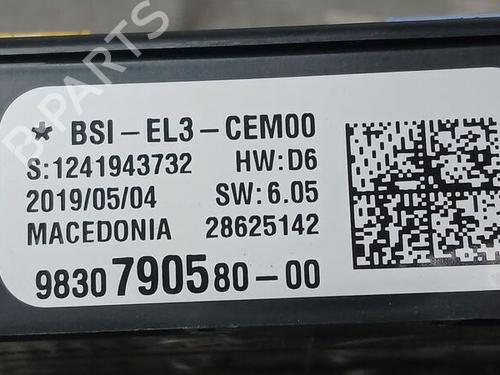 * BSI-EL3-CEM00
S:1241943732 HW:D6
2019/05/04 SW:6.05
MACEDONIA 28625142
9830790580-00
B-PARTS